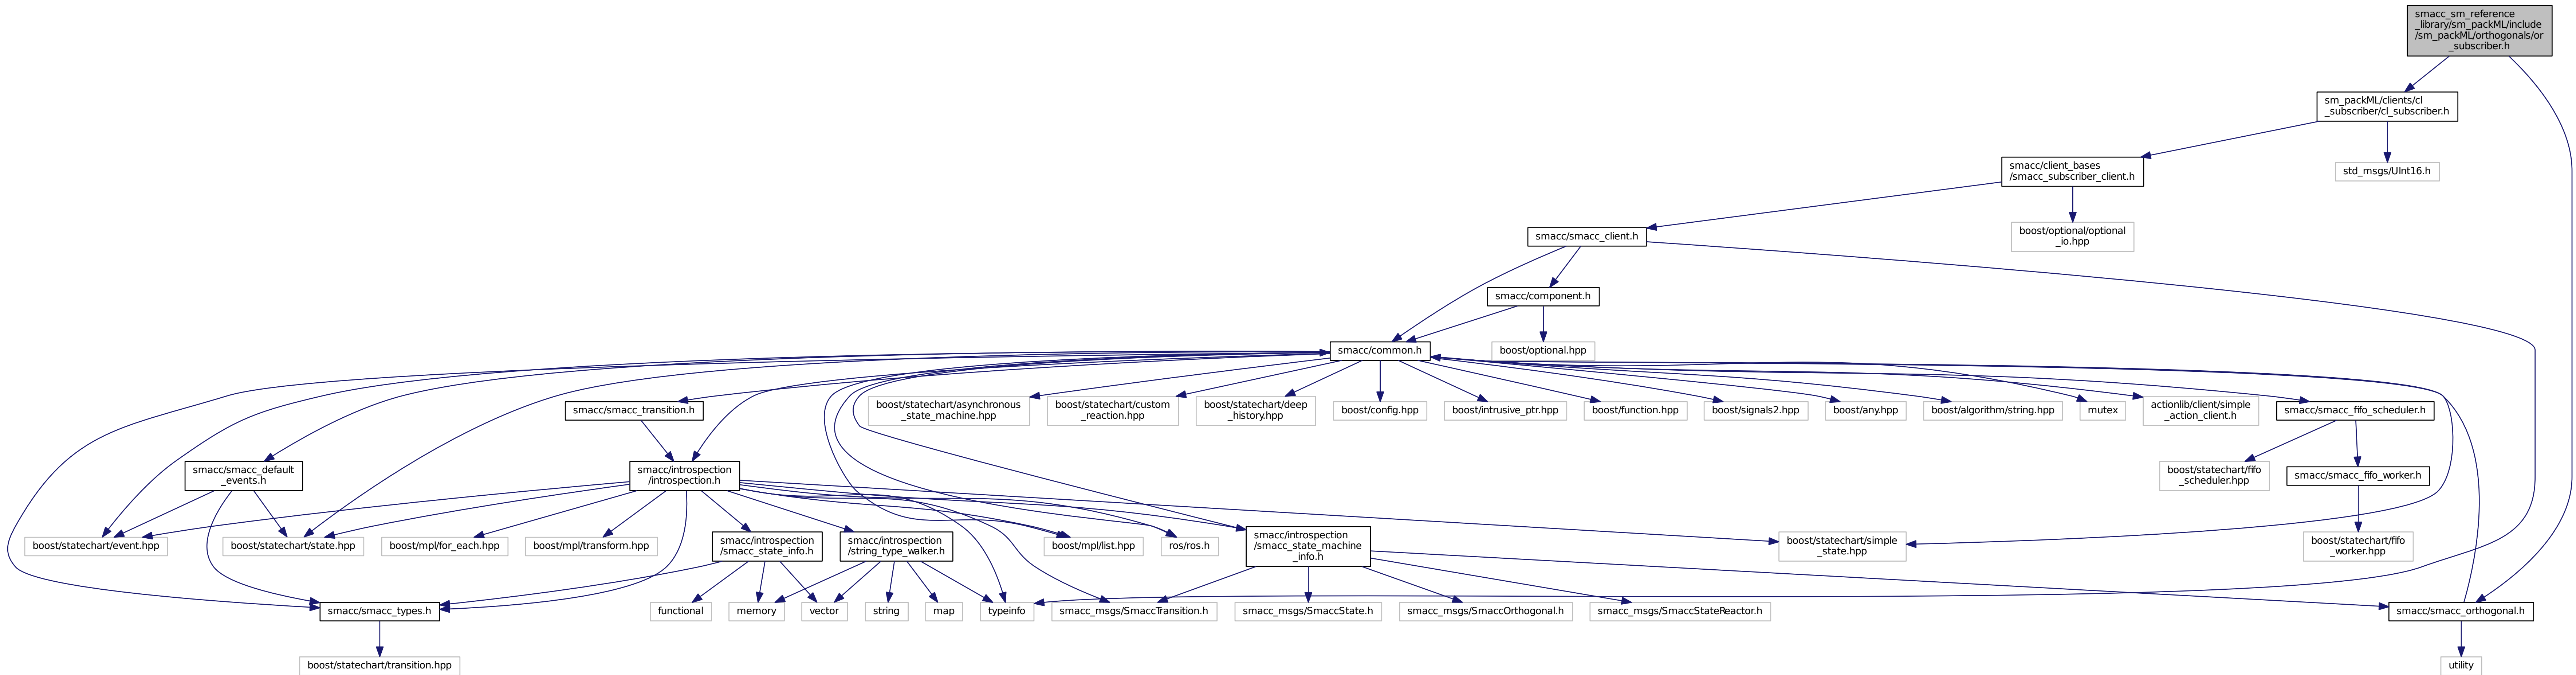 smacc_sm_reference
_library/sm_packML/include
/sm_packML/orthogonals/or
_subscriber.h
sm_packML/clients/cl
_subscriber/cl_subscriber.h
smacc/client_bases
/smacc_subscriber_client.h
std_msgs/UInt16.h
smacc/smacc_client.h
boost/optional/optional
_io.hpp
smacc/component.h
smacc/common.h
boost/optional.hpp
smacc/smacc_transition.h
boost/statechart/asynchronous
_state_machine.hpp
boost/statechart/custom
_reaction.hpp
boost/statechart/deep
_history.hpp
boost/config.hpp
boost/intrusive_ptr.hpp
boost/function.hpp
boost/signals2.hpp
boost/any.hpp
boost/algorithm/string.hpp
mutex
actionlib/client/simple
_action_client.h
smacc/smacc_fifo_scheduler.h
smacc/smacc_default
_events.h
smacc/introspection
/introspection.h
boost/statechart/fifo
_scheduler.hpp
smacc/smacc_fifo_worker.h
boost/statechart/event.hpp
boost/statechart/state.hpp
boost/mpl/for_each.hpp
boost/mpl/transform.hpp
smacc/introspection
/smacc_state_info.h
smacc/introspection
/string_type_walker.h
boost/mpl/list.hpp
ros/ros.h
smacc/introspection
/smacc_state_machine
_info.h
boost/statechart/simple
_state.hpp
boost/statechart/fifo
_worker.hpp
smacc/smacc_types.h
functional
memory
vector
string
map
typeinfo
smacc_msgs/SmaccTransition.h
smacc_msgs/SmaccState.h
smacc_msgs/SmaccOrthogonal.h
smacc_msgs/SmaccStateReactor.h
smacc/smacc_orthogonal.h
boost/statechart/transition.hpp
utility